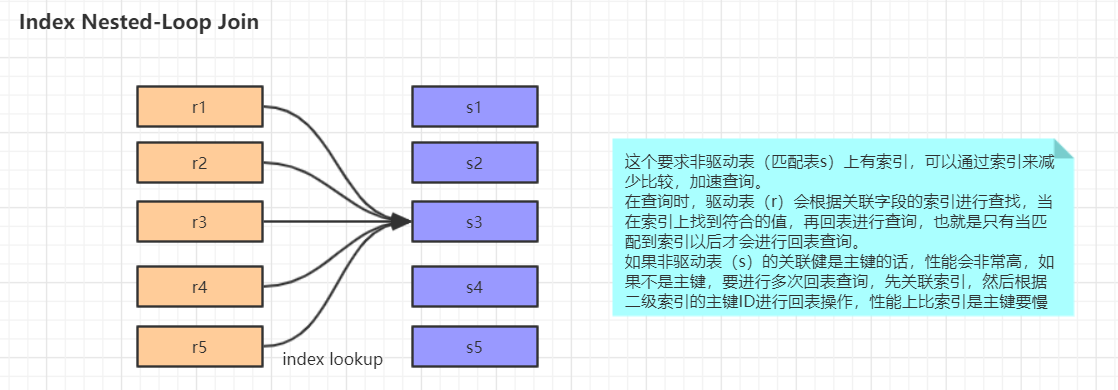 Index Nested-Loop Join
r1
s1
r2
s2
r3
s3
r4
s4
r5
s5
index lookup
这个要求非驱动表（匹配表s）上有索引，可以通过索引来减
少比较，加速查询。
在查询时，驱动表（r）会根据关联字段的索引进行查找，当
在索引上找到符合的值，再回表进行查询，也就是只有当匹
配到索引以后才会进行回表查询。
如果非驱动表（s）的关联健是主键的话，性能会非常高，如
果不是主键，要进行多次回表查询，先关联索引，然后根据
二级索引的主键ID进行回表操作，性能上比索引是主键要慢